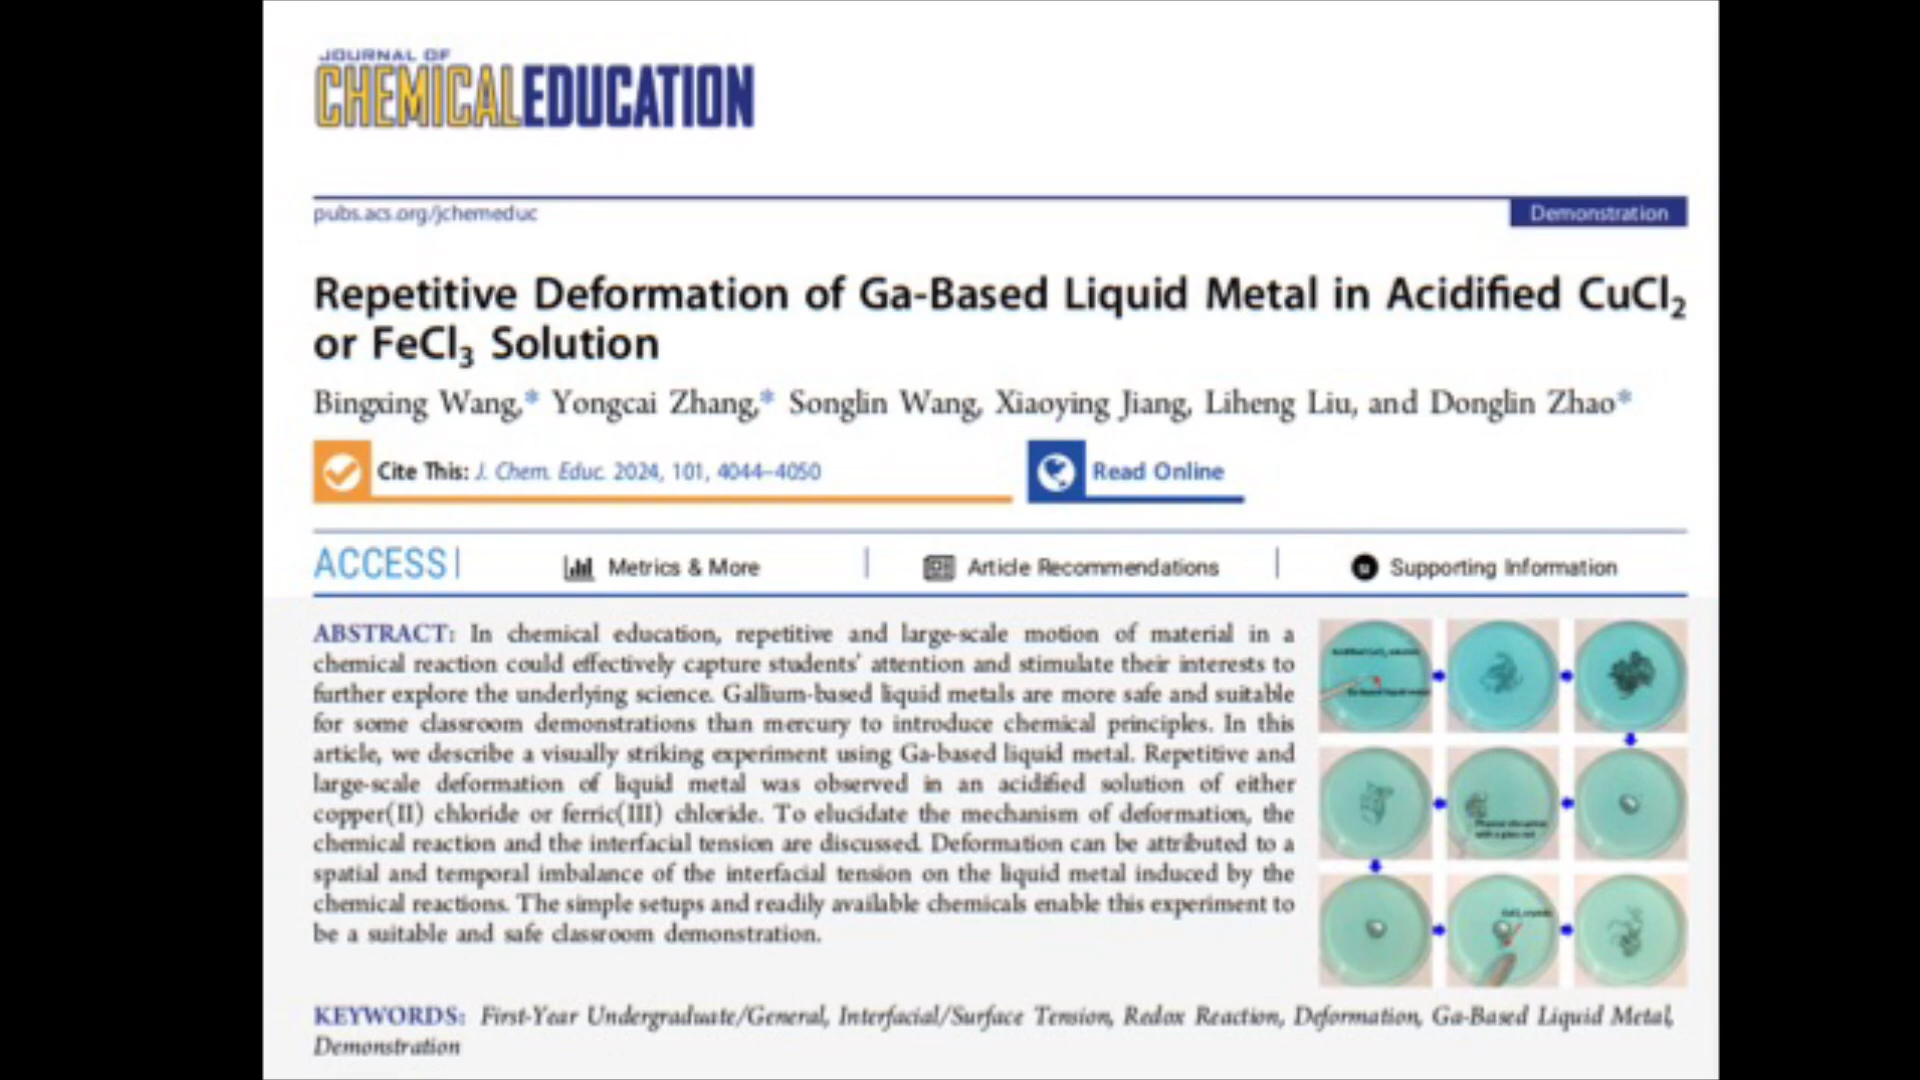 JOURNAL OF
CHEMICALEDUCATION
pubs.acs.org/jchemeduc
Demonstration
Repetitive Deformation of Ga-Based Liquid Metal in Acidified CuCl₂
or FeCl₃ Solution
Bingxing Wang,* Yongcai Zhang,* Songlin Wang, Xiaoying Jiang, Liheng Liu, and Donglin Zhao*
Cite This: J. Chem. Educ. 2024, 101, 4044–4050
Read Online
ACCESS
Metrics & More
Article Recommendations
Supporting Information
ABSTRACT: In chemical education, repetitive and large-scale motion of material in a
chemical reaction could effectively capture students' attention and stimulate their interests to
further explore the underlying science. Gallium-based liquid metals are more safe and suitable
for some classroom demonstrations than mercury to introduce chemical principles. In this
article, we describe a visually striking experiment using Ga-based liquid metal. Repetitive and
large-scale deformation of liquid metal was observed in an acidified solution of either
copper(II) chloride or ferric(III) chloride. To elucidate the mechanism of deformation, the
chemical reaction and the interfacial tension are discussed. Deformation can be attributed to a
spatial and temporal imbalance of the interfacial tension on the liquid metal induced by the
chemical reactions. The simple setups and readily available chemicals enable this experiment to
be a suitable and safe classroom demonstration.
KEYWORDS: First-Year Undergraduate/General, Interfacial/Surface Tension, Redox Reaction, Deformation, Ga-Based Liquid Metal,
Demonstration